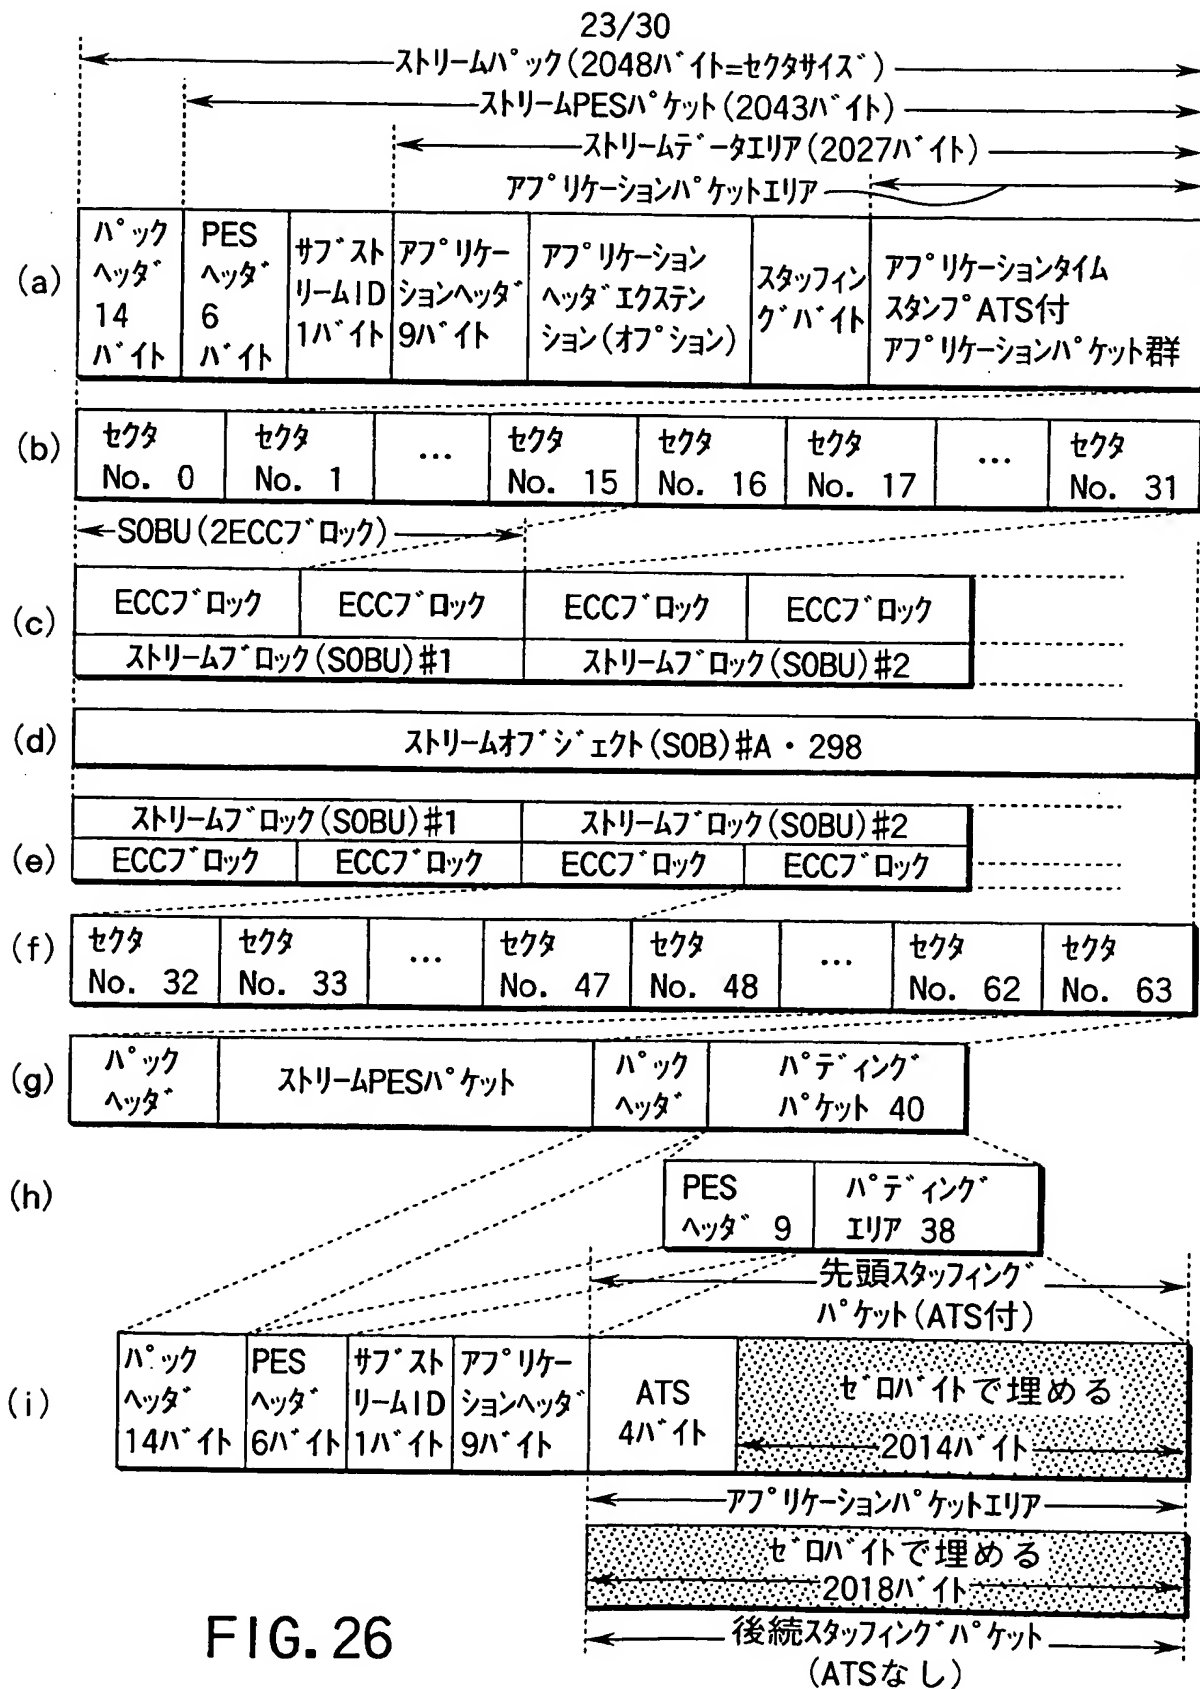 23/30
ストリームパック(2048バイト=セクタサイズ)
ストリームPESパケット(2043バイト)
ストリームデータエリア(2027バイト)
アプリケーションパケットエリア
(a)
パック
ヘッダ
14
バイト
PES
ヘッダ
6
バイト
サブスト
リームID
1バイト
アプリケー
ションヘッダ
9バイト
アプリケーション
ヘッダエクステン
ション(オプション)
スタッフィン
グバイト
アプリケーションタイム
スタンプATS付
アプリケーションパケット群
(b)
セクタ
No. 0
セクタ
No. 1
...
セクタ
No. 15
セクタ
No. 16
セクタ
No. 17
...
セクタ
No. 31
SOBU(2ECCブロック)
(c)
ECCブロック
ECCブロック
ECCブロック
ECCブロック
ストリームブロック(SOBU)#1
ストリームブロック(SOBU)#2
(d)
ストリームオブジェクト(SOB)#A・298
(e)
ストリームブロック(SOBU)#1
ストリームブロック(SOBU)#2
ECCブロック
ECCブロック
ECCブロック
ECCブロック
(f)
セクタ
No. 32
セクタ
No. 33
...
セクタ
No. 47
セクタ
No. 48
...
セクタ
No. 62
セクタ
No. 63
(g)
パック
ヘッダ
ストリームPESパケット
パック
ヘッダ
パディング
パケット 40
(h)
PES
ヘッダ 9
パディング
エリア 38
先頭スタッフィング
パケット(ATS付)
(i)
パック
ヘッダ
14バイト
PES
ヘッダ
6バイト
サブスト
リームID
1バイト
アプリケー
ションヘッダ
9バイト
ATS
4バイト
ゼロバイトで埋める
2014バイト
アプリケーションパケットエリア
ゼロバイトで埋める
2018バイト
後続スタッフィングパケット
(ATSなし)
FIG.26